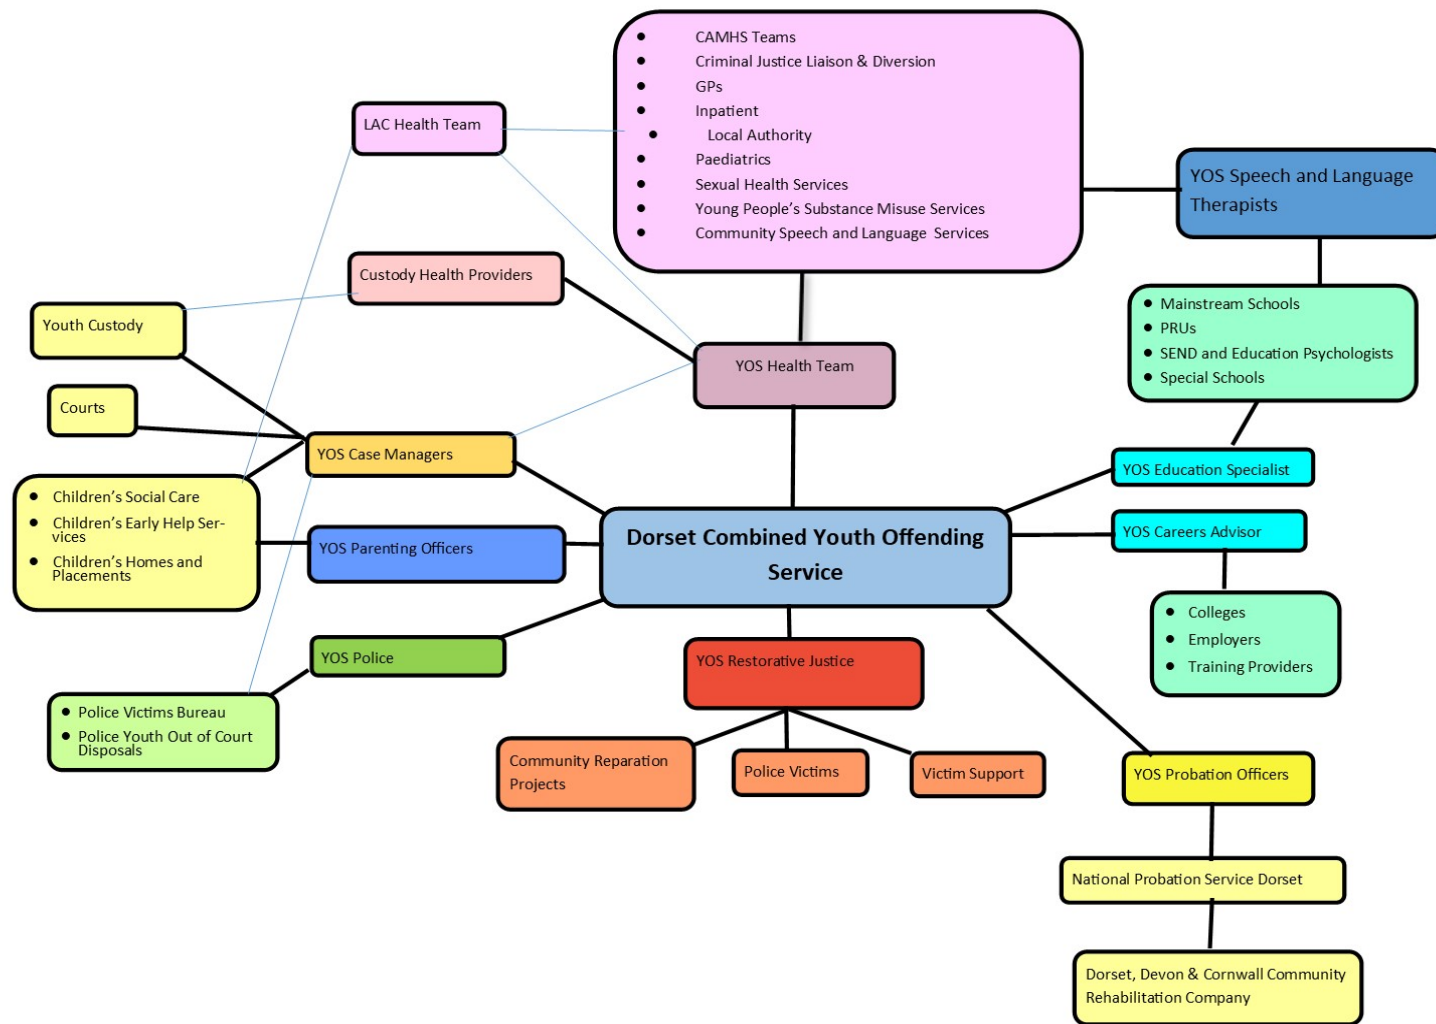 CAMHS Teams
Criminal Justice Liaison & Diversion
GPs
Inpatient
Local Authority
Paediatrics
Sexual Health Services
Young People’s Substance Misuse Services
Community Speech and Language Services
LAC Health Team
YOS Speech and Language
Therapists
Custody Health Providers
Youth Custody
Mainstream Schools
PRUs
SEND and Education Psychologists
Special Schools
YOS Health Team
Courts
YOS Case Managers
YOS Education Specialist
Children’s Social Care
Children’s Early Help Ser-
vices
Children’s Homes and
Placements
YOS Parenting Officers
Dorset Combined Youth Offending
Service
YOS Careers Advisor
Colleges
Employers
Training Providers
YOS Police
YOS Restorative Justice
Police Victims Bureau
Police Youth Out of Court
Disposals
Community Reparation
Projects
Police Victims
Victim Support
YOS Probation Officers
National Probation Service Dorset
Dorset, Devon & Cornwall Community
Rehabilitation Company